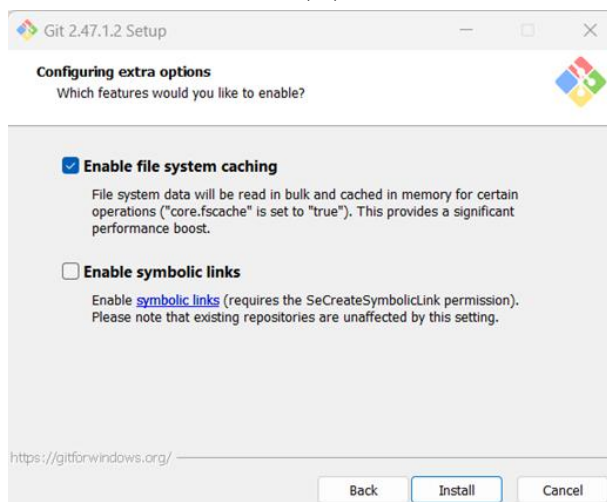 Git 2.47.1.2 Setup
Configuring extra options
Which features would you like to enable?
Enable file system caching
File system data will be read in bulk and cached in memory for certain
operations ("core.fscache" is set to "true"). This provides a significant
performance boost.
Enable symbolic links
Enable symbolic links (requires the SeCreateSymbolicLink permission).
Please note that existing repositories are unaffected by this setting.
https://gitforwindows.org/
Back Install Cancel